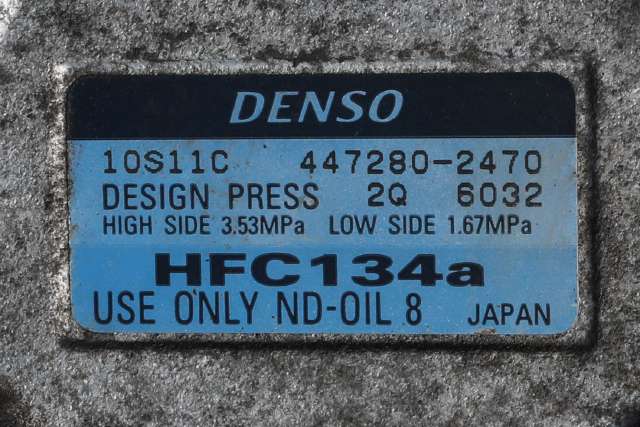 DENSO
10S11C 447280-2470
DESIGN PRESS 2Q 6032
HIGH SIDE 3.53MPa LOW SIDE 1.67MPa
HFC134a
USE ONLY ND-OIL 8 JAPAN